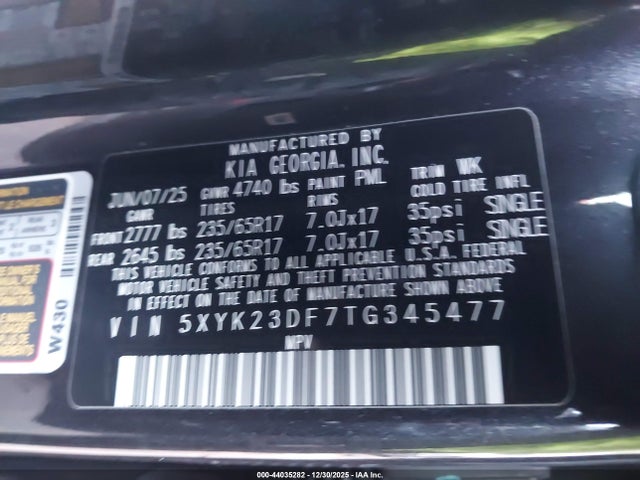 MANUFACTURED BY
KIA GEORGIA, INC.
JUN/07/25 GVWR 4740 lbs PAINT PML TRIM WK
GAWR TIRES RIMS COLD TIRE INFL
FRONT 2777 lbs 235/65R17 7.0Jx17 35psi SINGLE
REAR 2645 lbs 235/65R17 7.0Jx17 35psi SINGLE
THIS VEHICLE CONFORMS TO ALL APPLICABLE U.S.A. FEDERAL
MOTOR VEHICLE SAFETY, BUMPER, AND THEFT PREVENTION STANDARDS
IN EFFECT ON THE DATE OF MANUFACTURE SHOWN ABOVE.
VIN 5XYK23DF7TG345477
MPV
W430
000-44035282 - 12/30/2025 - IAA Inc.